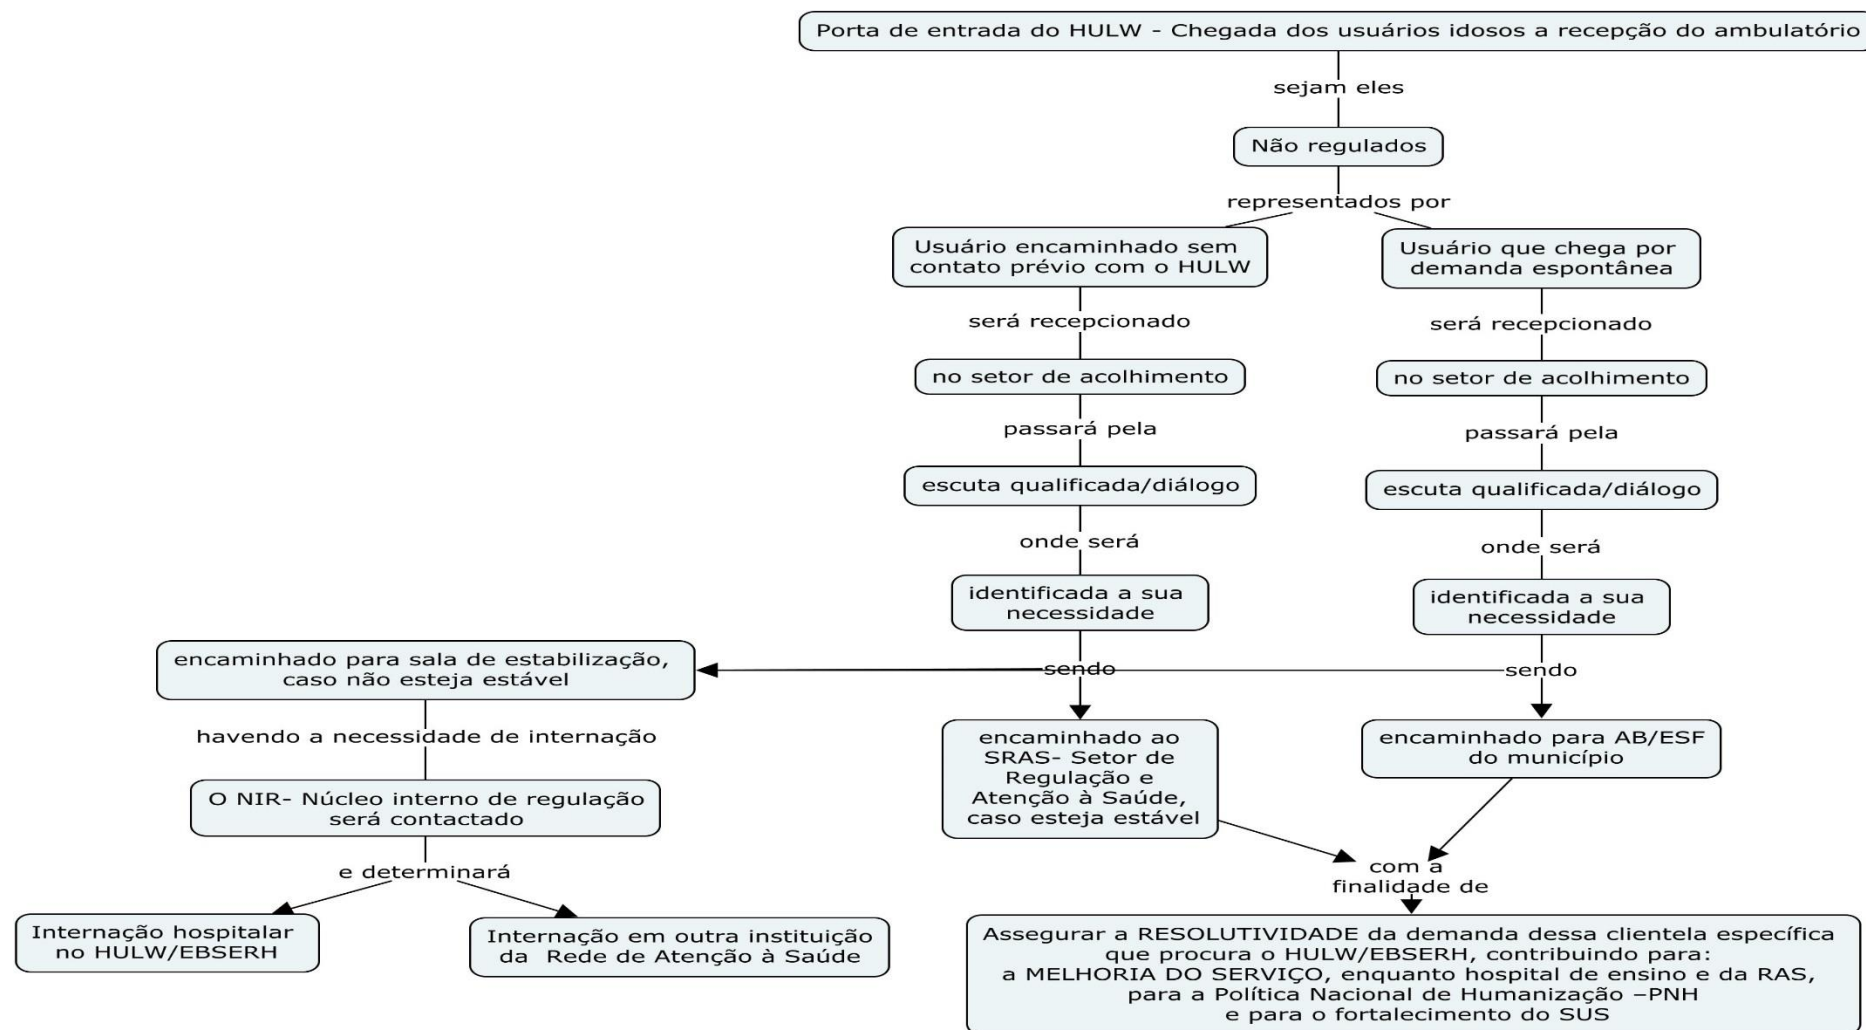 Porta de entrada do HULW - Chegada dos usuários idosos a recepção do ambulatório
sejam eles
Não regulados
representados por
Usuário encaminhado sem
contato prévio com o HULW
será recepcionado
no setor de acolhimento
passará pela
escuta qualificada/diálogo
onde será
identificada a sua
necessidade
sendo
Usuário que chega por
demanda espontânea
será recepcionado
no setor de acolhimento
passará pela
escuta qualificada/diálogo
onde será
identificada a sua
necessidade
sendo
encaminhado para sala de estabilização,
caso não esteja estável
havendo a necessidade de internação
O NIR- Núcleo interno de regulação
será contactado
e determinará
Internação hospitalar
no HULW/EBSERH
Internação em outra instituição
da Rede de Atenção à Saúde
encaminhado ao
SRAS- Setor de
Regulação e
Atenção à Saúde,
caso esteja estável
encaminhado para AB/ESF
do município
com a
finalidade de
Assegurar a RESOLUTIVIDADE da demanda dessa clientela específica
que procura o HULW/EBSERH, contribuindo para:
a MELHORIA DO SERVIÇO, enquanto hospital de ensino e da RAS,
para a Política Nacional de Humanização –PNH
e para o fortalecimento do SUS